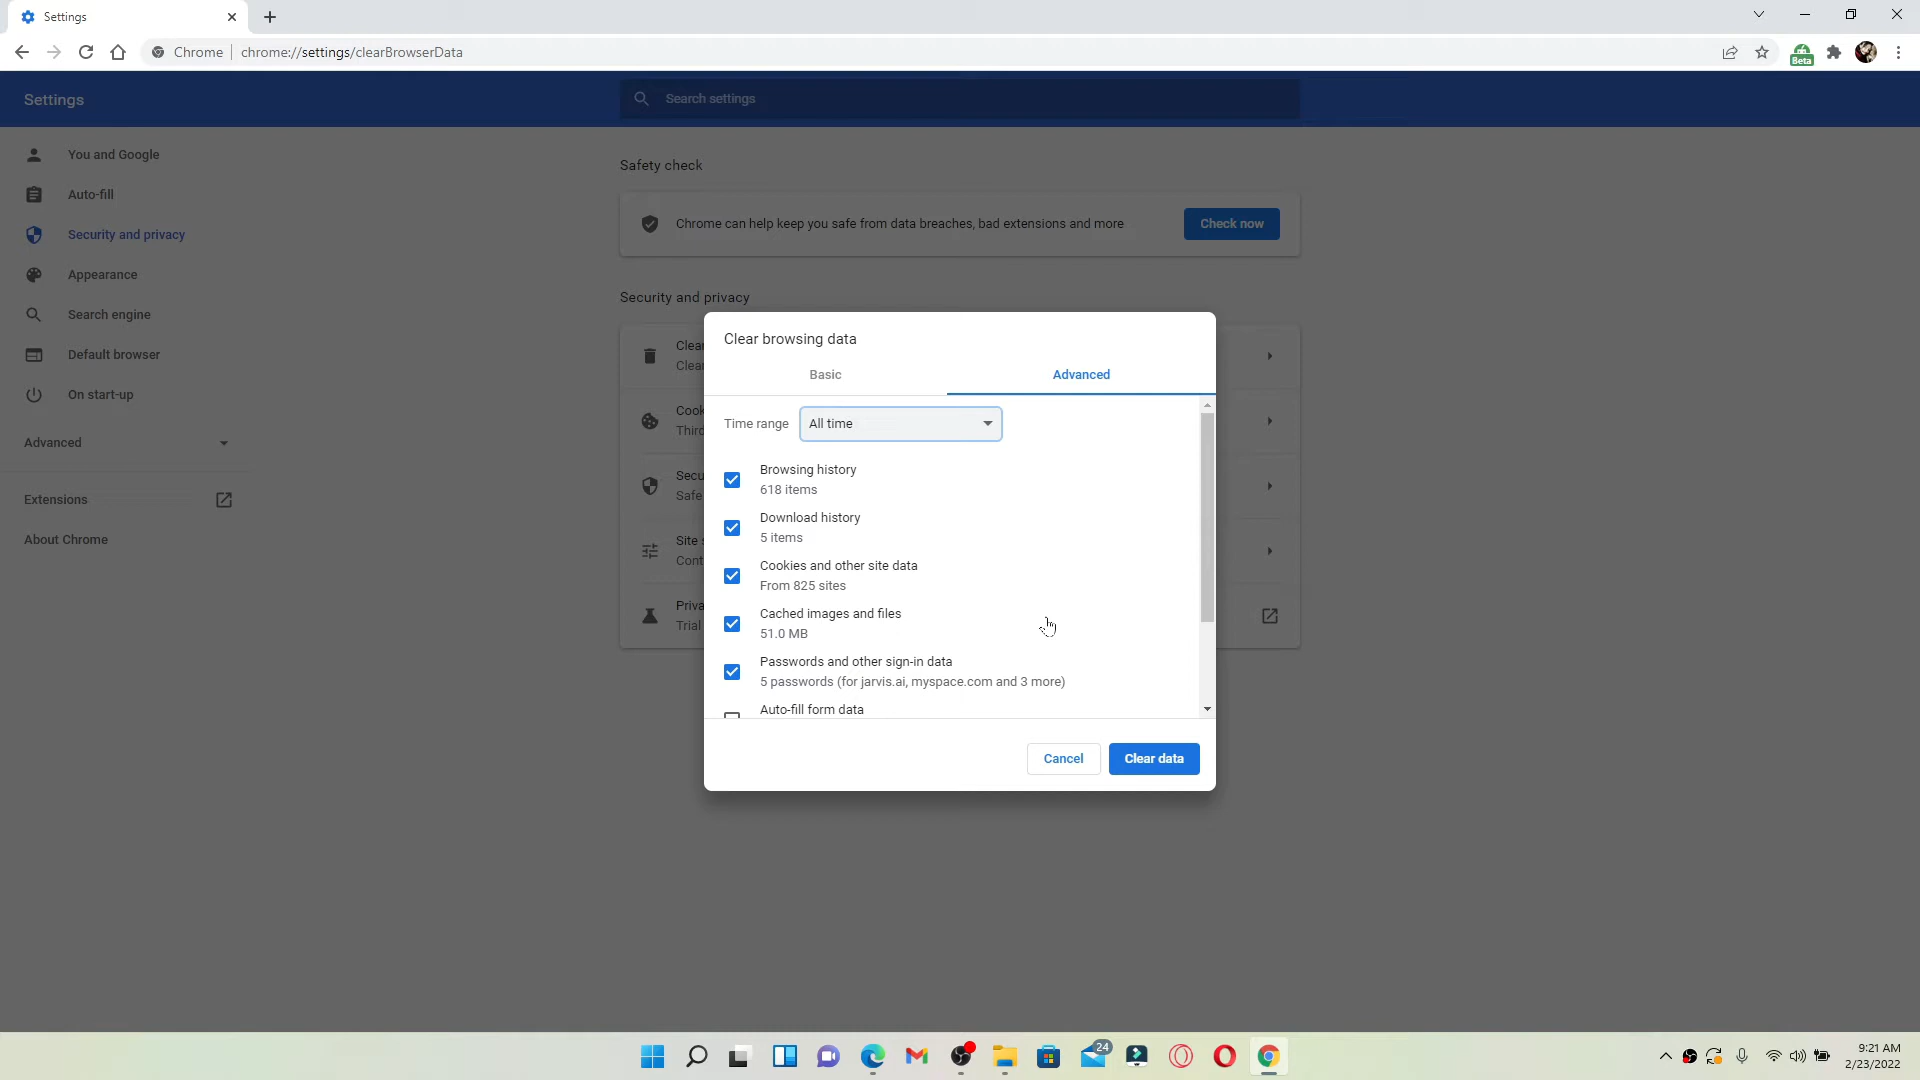 Settings
Chrome
chrome://settings/clearBrowserData
Beta
Settings
Search settings
You and Google
Auto-fill
Security and privacy
Appearance
Search engine
Default browser
On start-up
Advanced
Extensions
About Chrome
Safety check
Chrome can help keep you safe from data breaches, bad extensions and more
Check now
Security and privacy
Clear browsing data
Basic
Advanced
Time range
All time
Browsing history
618 items
Download history
5 items
Cookies and other site data
From 825 sites
Cached images and files
51.0 MB
Passwords and other sign-in data
5 passwords (for jarvis.ai, myspace.com and 3 more)
Auto-fill form data
Cancel
Clear data
24
9:21 AM
2/23/2022